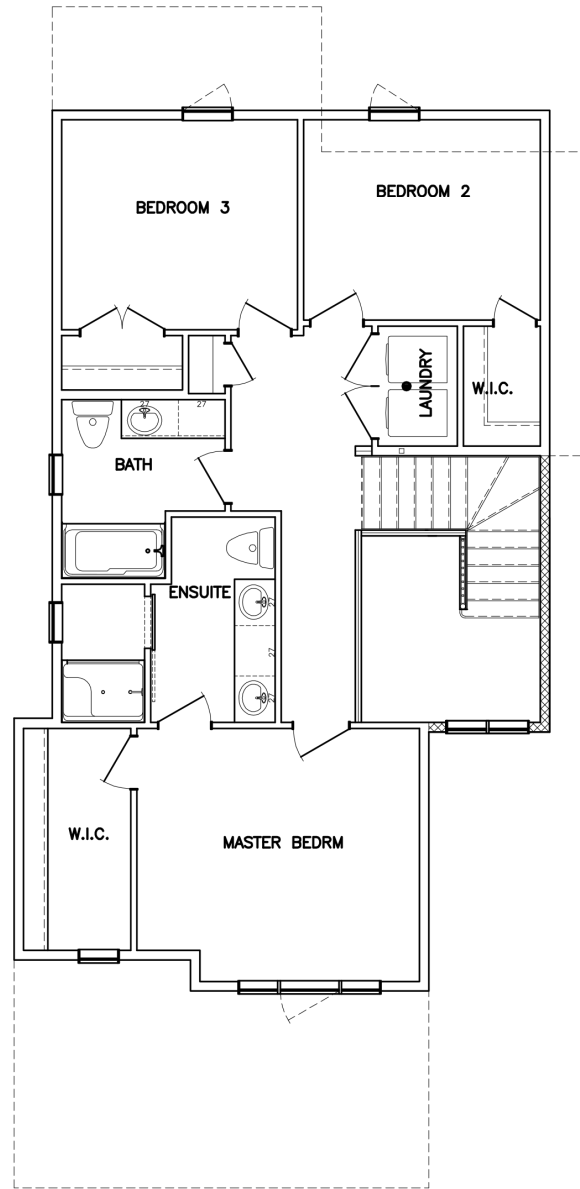 BEDROOM 3
BEDROOM 2
LAUNDRY
W.I.C.
27
27
BATH
ENSUITE
27
27
27
W.I.C.
MASTER BEDRM